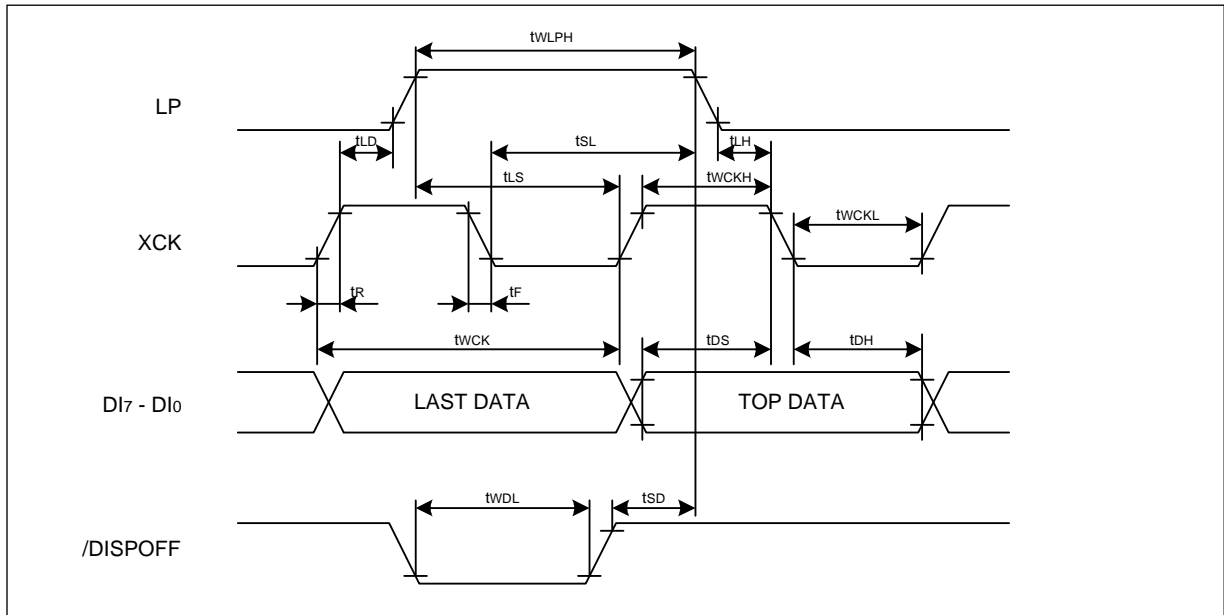 tWLPH
LP
tLD
tSL
tLH
tLS
tWCKH
tWCKL
XCK
tR
tF
tWCK
tDS
tDH
DI7 - DI0
LAST DATA
TOP DATA
tWDL
tSD
/DISPOFF